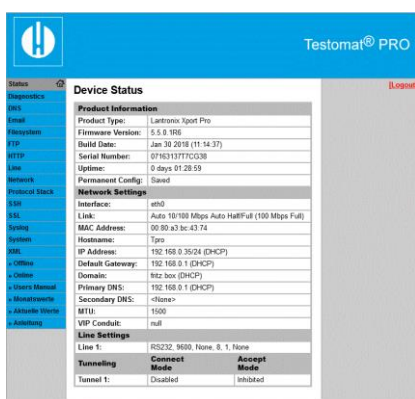 Testomat® PRO
Status
Diagnostics
DNS
Email
Filesystem
FTP
HTTP
Line
Network
Protocol Stack
SSH
SSL
Syslog
System
XML
» Offline
» Online
» Users Manual
» Monatswerte
» Aktuelle Werte
» Anleitung
Device Status
[Logout
Product Information
Product Type: Lantronix Xport Pro
Firmware Version: 5.5.0.1R6
Build Date: Jan 30 2018 (11:14:37)
Serial Number: 07163137T7CG38
Uptime: 0 days 01:28:59
Permanent Config: Saved
Network Settings
Interface: eth0
Link: Auto 10/100 Mbps Auto Half/Full (100 Mbps Full)
MAC Address: 00:80:a3:bc:43:74
Hostname: Tpro
IP Address: 192.168.0.35/24 (DHCP)
Default Gateway: 192.168.0.1 (DHCP)
Domain: fritz box (DHCP)
Primary DNS: 192.168.0.1 (DHCP)
Secondary DNS: <None>
MTU: 1500
VIP Conduit: null
Line Settings
Line 1: RS232, 9600, None, 8, 1, None
Tunneling Connect Mode Accept Mode
Tunnel 1: Disabled Inhibited